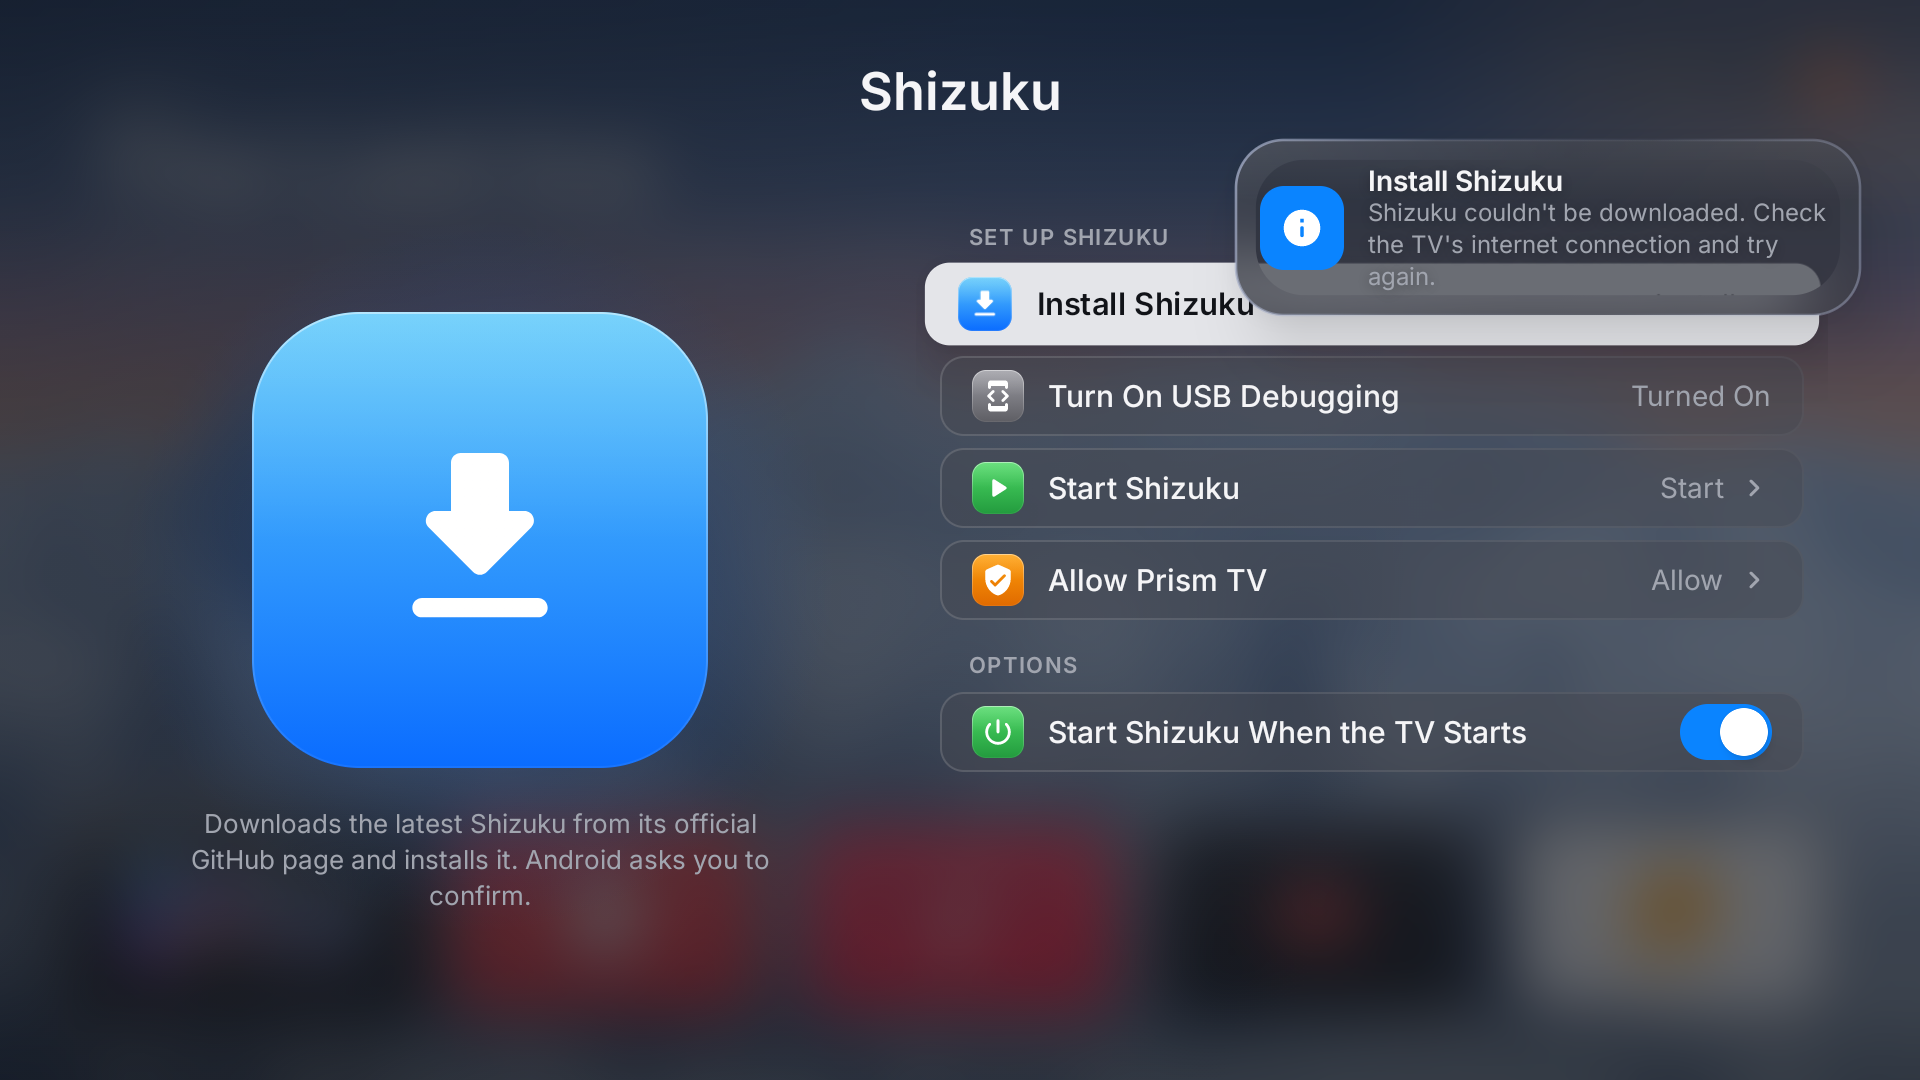 Shizuku
Install Shizuku
Shizuku couldn't be downloaded. Check
the TV's internet connection and try
again.
SET UP SHIZUKU
Install Shizuku
Turn On USB Debugging
Turned On
Start Shizuku
Start
Allow Prism TV
Allow
OPTIONS
Start Shizuku When the TV Starts
Downloads the latest Shizuku from its official
GitHub page and installs it. Android asks you to
confirm.